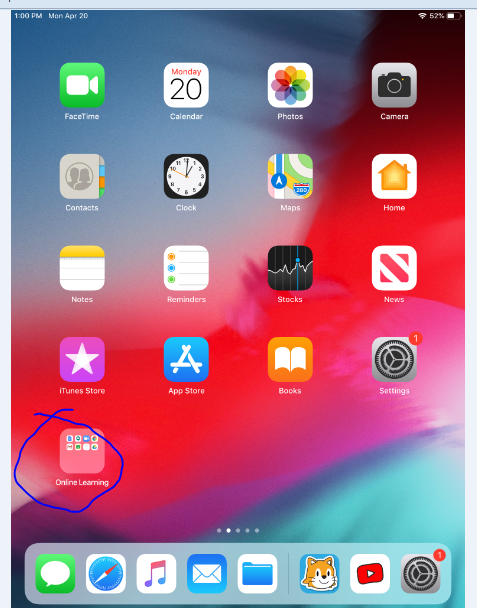 1:00 PM Mon Apr 20 52%
Monday
20
FaceTime Calendar Photos Camera
280
Contacts Clock Maps Home
Notes Reminders Stocks News
1
iTunes Store App Store Books Settings
Online Learning
1